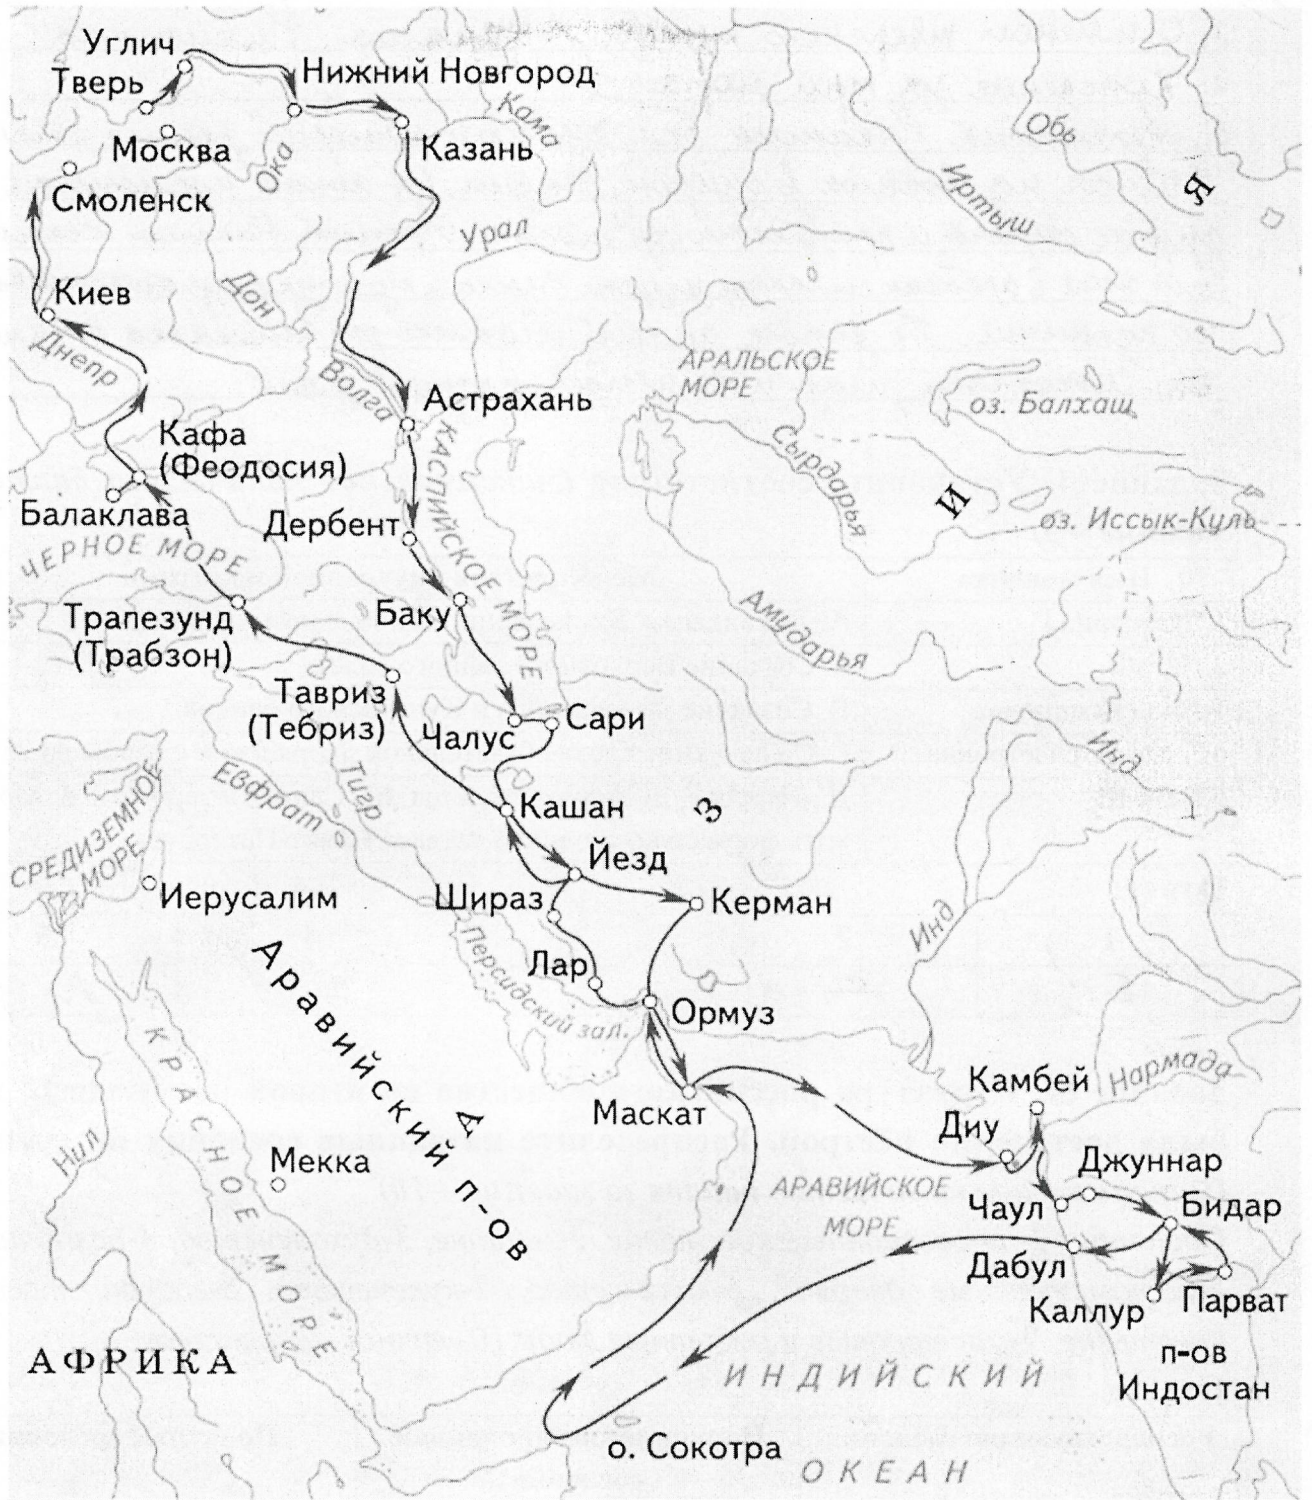 Углич
Тверь
Нижний Новгород
Кама
Обь
Москва
Ока
Казань
Смоленск
Иртыш
Я
Урал
Киев
Дон
Днепр
Волга
АРАЛЬСКОЕ
МОРЕ
оз. Балхаш
Астрахань
Кафа
(Феодосия)
КАСПИЙСКОЕ МОРЕ
Сырдарья
И
оз. Иссык-Куль
Балаклава
Дербент
ЧЕРНОЕ МОРЕ
Баку
Амударья
Трапезунд
(Трабзон)
Тавриз
(Тебриз)
Чалус
Сари
Инд
Евфрат
Тигр
Кашан
З
СРЕДИЗЕМНОЕ
МОРЕ
Йезд
Иерусалим
Шираз
Керман
Инд
Аравийский п-ов
Лар
Персидский зал.
Ормуз
КРАСНОЕ МОРЕ
Маскат
Камбей
Нармада
А
Диу
Нил
Мекка
Джуннар
АРАВИЙСКОЕ
МОРЕ
Чаул
Бидар
Дабул
Каллур
Парват
АФРИКА
п-ов
Индостан
ИНДИЙСКИЙ
о. Сокотра
ОКЕАН